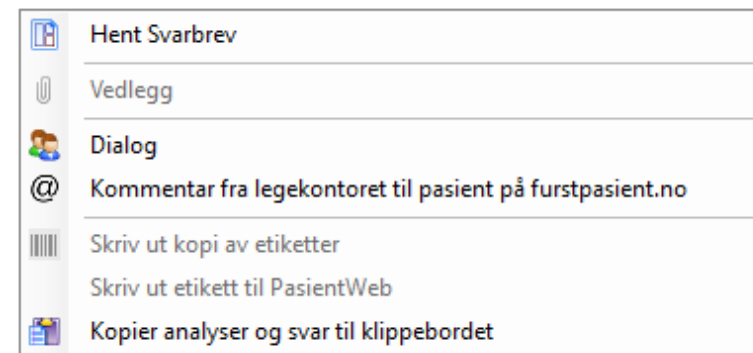 Hent Svarbrev
Vedlegg
Dialog
@ Kommentar fra legekontoret til pasient på furstpasient.no
Skriv ut kopi av etiketter
Skriv ut etikett til PasientWeb
Kopier analyser og svar til klippebordet